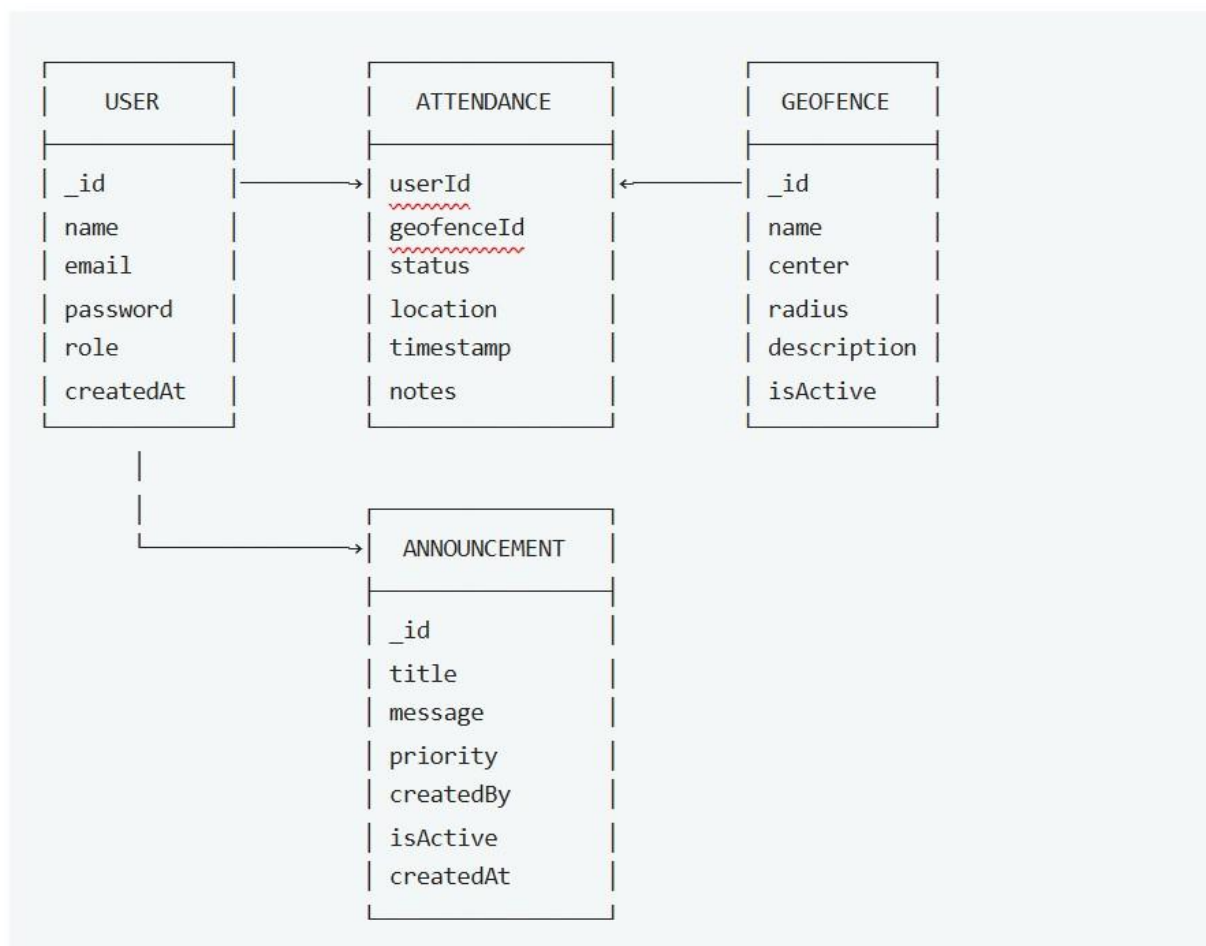 USER
_id
name
email
password
role
createdAt
ATTENDANCE
userId
geofenceId
status
location
timestamp
notes
GEOFENCE
_id
name
center
radius
description
isActive
ANNOUNCEMENT
_id
title
message
priority
createdBy
isActive
createdAt